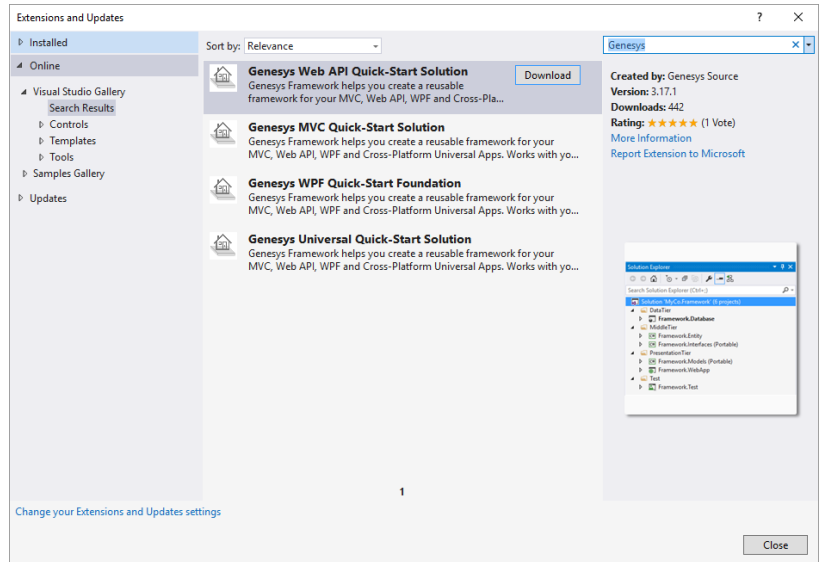 Extensions and Updates
?
Installed
Online
Visual Studio Gallery
Search Results
Controls
Templates
Tools
Samples Gallery
Updates
Sort by: Relevance
Genesys Web API Quick-Start Solution
Download
Genesys Framework helps you create a reusable
framework for your MVC, Web API, WPF and Cross-Pla...
Genesys MVC Quick-Start Solution
Genesys Framework helps you create a reusable framework for your
MVC, Web API, WPF and Cross-Platform Universal Apps. Works with yo...
Genesys WPF Quick-Start Foundation
Genesys Framework helps you create a reusable framework for your
MVC, Web API, WPF and Cross-Platform Universal Apps. Works with yo...
Genesys Universal Quick-Start Solution
Genesys Framework helps you create a reusable framework for your
MVC, Web API, WPF and Cross-Platform Universal Apps. Works with yo...
1
Genesys
Created by: Genesys Source
Version: 3.17.1
Downloads: 442
Rating: ★★★★★ (1 Vote)
More Information
Report Extension to Microsoft
Solution Explorer
Search Solution Explorer (Ctrl+;)
Solution 'MyCo.Framework' (6 projects)
DataTier
Framework.Database
MiddleTier
Framework.Entity
Framework.Interfaces (Portable)
PresentationTier
Framework.Models (Portable)
Framework.WebApp
Test
Framework.Test
Change your Extensions and Updates settings
Close